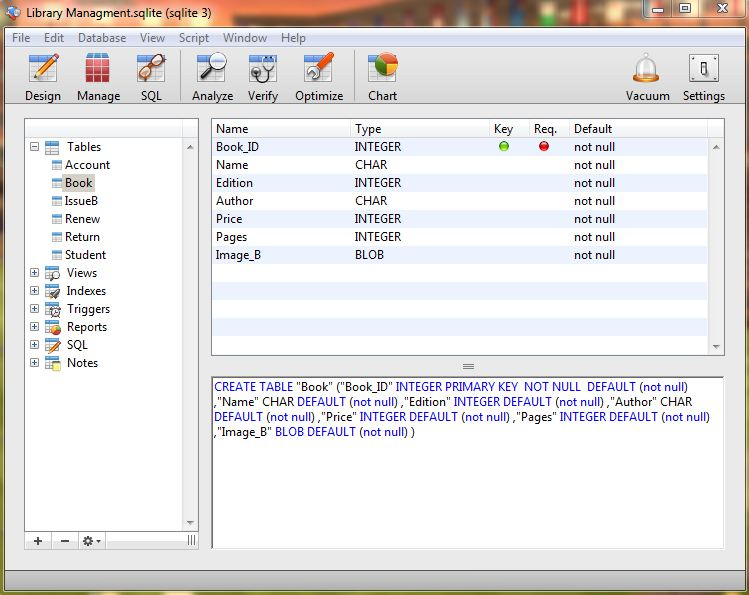 Library Managment.sqlite (sqlite 3)
File Edit Database View Script Window Help
Design Manage SQL Analyze Verify Optimize Chart Vacuum Settings
Tables
Account
Book
IssueB
Renew
Return
Student
Views
Indexes
Triggers
Reports
SQL
Notes
Name Type Key Req. Default
Book_ID INTEGER not null
Name CHAR not null
Edition INTEGER not null
Author CHAR not null
Price INTEGER not null
Pages INTEGER not null
Image_B BLOB not null
CREATE TABLE "Book" ("Book_ID" INTEGER PRIMARY KEY  NOT NULL  DEFAULT (not null)
,"Name" CHAR DEFAULT (not null) ,"Edition" INTEGER DEFAULT (not null) ,"Author" CHAR
DEFAULT (not null) ,"Price" INTEGER DEFAULT (not null) ,"Pages" INTEGER DEFAULT (not null)
,"Image_B" BLOB DEFAULT (not null) )